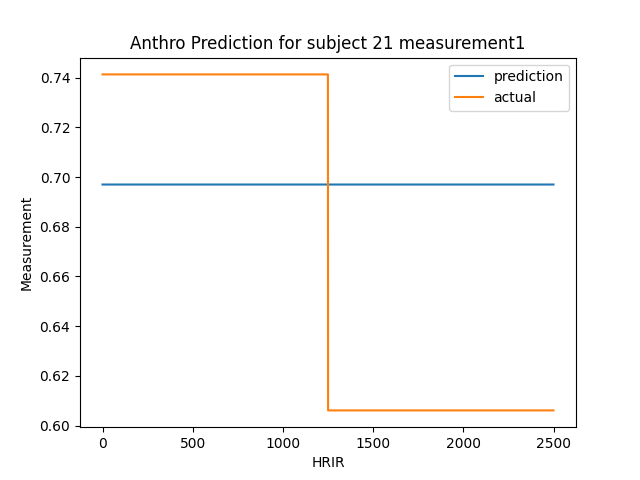 Anthro Prediction for subject 21 measurement1
prediction
actual
0.74
0.72
0.70
0.68
0.66
0.64
0.62
0.60
Measurement
0
500
1000
1500
2000
2500
HRIR